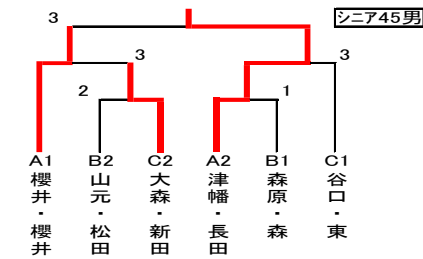 シニア45男
3
3
3
2
1
A1
櫻井・櫻井
B2
山元・松田
C2
大森・新田
A2
津幡・長田
B1
森原・森
C1
谷口・東